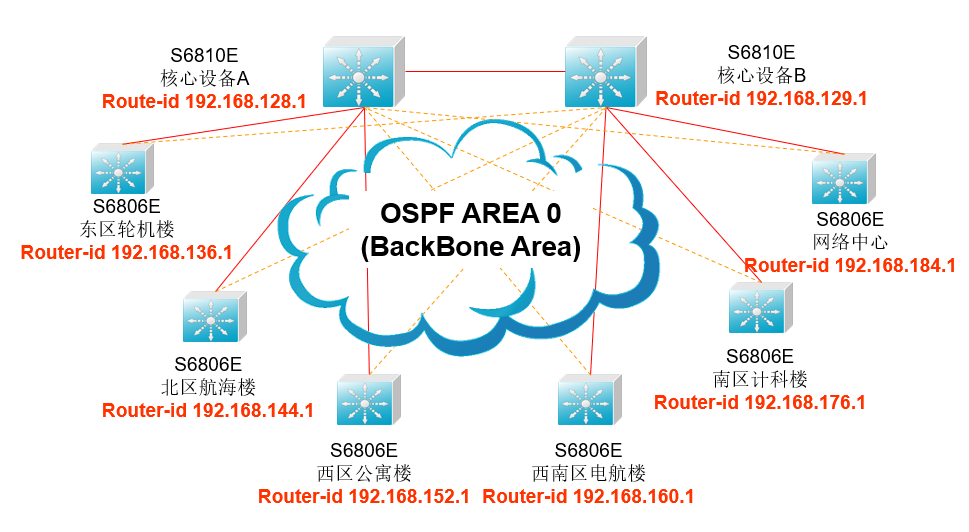 S6810E
核心设备A
Route-id 192.168.128.1
S6810E
核心设备B
Router-id 192.168.129.1
S6806E
东区轮机楼
Router-id 192.168.136.1
OSPF AREA 0
(BackBone Area)
S6806E
网络中心
Router-id 192.168.184.1
S6806E
北区航海楼
Router-id 192.168.144.1
S6806E
南区计科楼
Router-id 192.168.176.1
S6806E
西区公寓楼
Router-id 192.168.152.1
S6806E
西南区电航楼
Router-id 192.168.160.1